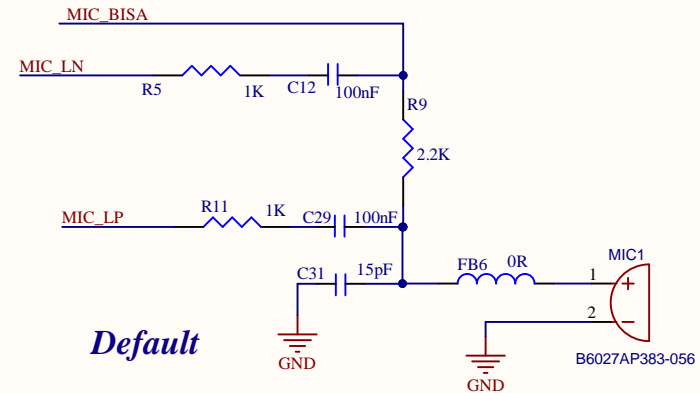 MIC_BISA
MIC_LN
R5 1K C12 100nF
R9
2.2K
MIC_LP R11 1K C29 100nF
C31 15pF
FB6 0R
MIC1
1
2
GND
GND
B6027AP383-056
Default